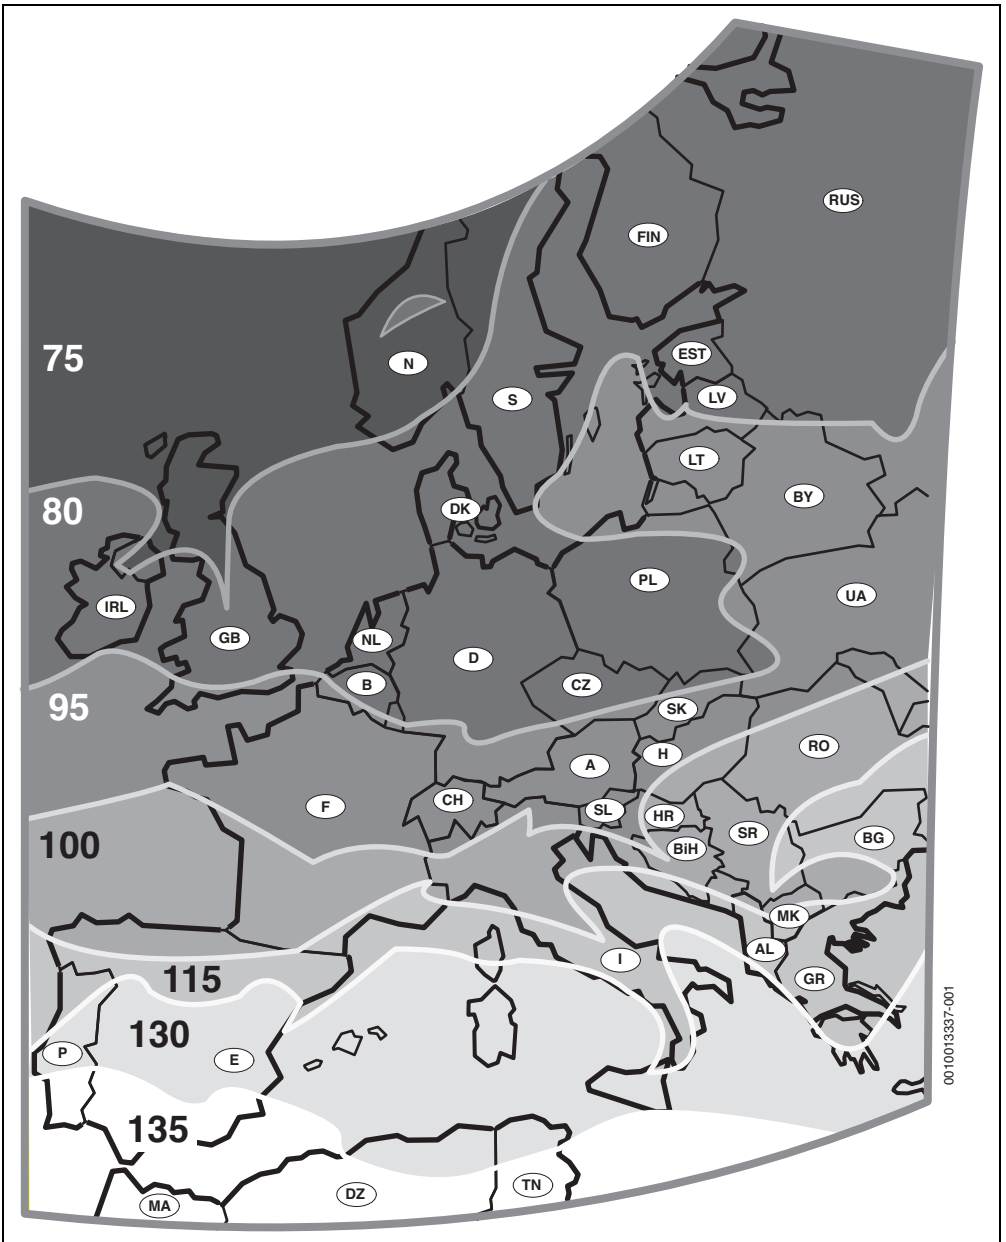 RUS
FIN
75
N
EST
S
LV
LT
80
DK
BY
PL
IRL
UA
GB
NL
D
B
CZ
95
SK
RO
H
A
CH
F
SL
HR
SR
BG
100
BiH
MK
AL
I
115
GR
130
P
E
135
TN
DZ
MA
0010013337-001